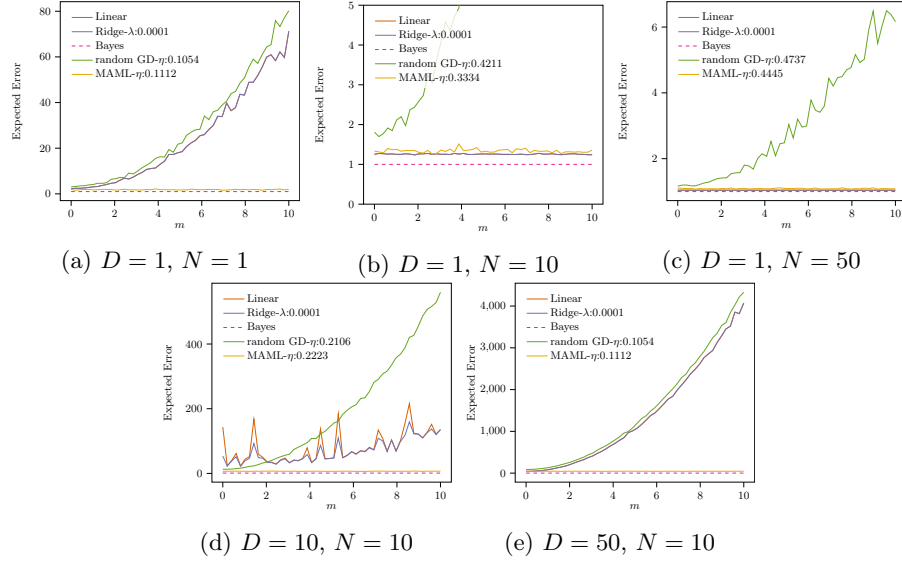 80
60
40
20
0
Expected Error
0 2 4 6 8 10
m
Linear
Ridge-λ:0.0001
Bayes
random GD-η:0.1054
MAML-η:0.1112
(a) D = 1, N = 1
5
4
3
2
1
0
Expected Error
0 2 4 6 8 10
m
Linear
Ridge-λ:0.0001
Bayes
random GD-η:0.4211
MAML-η:0.3334
(b) D = 1, N = 10
6
4
2
Expected Error
0 2 4 6 8 10
m
Linear
Ridge-λ:0.0001
Bayes
random GD-η:0.4737
MAML-η:0.4445
(c) D = 1, N = 50
400
200
0
Expected Error
0 2 4 6 8 10
m
Linear
Ridge-λ:0.0001
Bayes
random GD-η:0.2106
MAML-η:0.2223
(d) D = 10, N = 10
4,000
3,000
2,000
1,000
0
Expected Error
0 2 4 6 8 10
m
Linear
Ridge-λ:0.0001
Bayes
random GD-η:0.1054
MAML-η:0.1112
(e) D = 50, N = 10